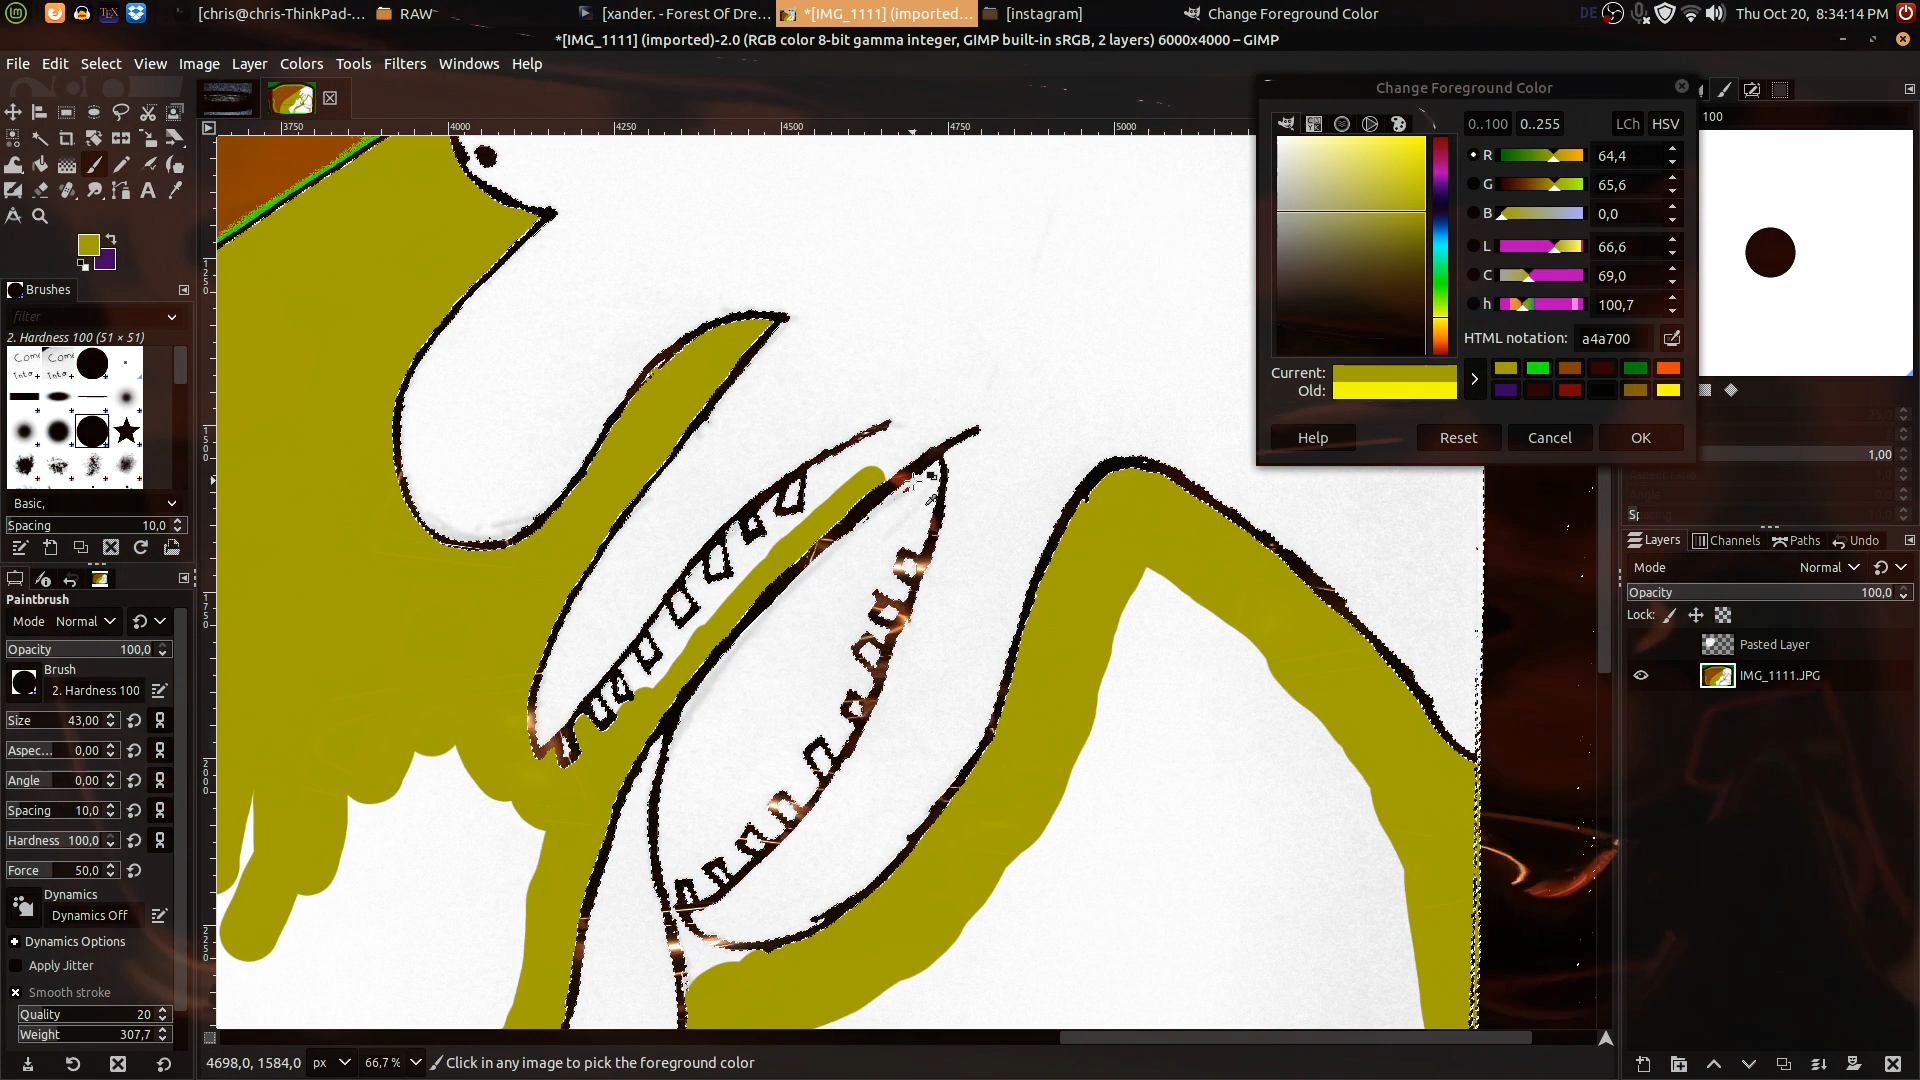 [chris@chris-ThinkPad-... RAW [xander. - Forest Of Dre... *[IMG_1111] (imported... [instagram] Change Foreground Color DE Thu Oct 20, 8:34:14 PM
*[IMG_1111] (imported)-2.0 (RGB color 8-bit gamma integer, GIMP built-in sRGB, 2 layers) 6000x4000 – GIMP
File Edit Select View Image Layer Colors Tools Filters Windows Help
Change Foreground Color
0..100 0..255 LCh HSV
R 64,4
G 65,6
B 0,0
L 66,6
C 69,0
h 100,7
HTML notation: a4a700
Current:
Old:
Help Reset Cancel OK
3750 4000 4250 4500 4750 5000
1250
1500
1750
2000
2250
Brushes
filter
2. Hardness 100 (51 × 51)
Basic,
Spacing 10,0
Paintbrush
Mode Normal
Opacity 100,0
Brush
2. Hardness 100
Size 43,00
Aspec... 0,00
Angle 0,00
Spacing 10,0
Hardness 100,0
Force 50,0
Dynamics
Dynamics Off
Dynamics Options
Apply Jitter
Smooth stroke
Quality 20
Weight 307,7
100
1,00
Layers Channels Paths Undo
Mode Normal
Opacity 100,0
Lock:
Pasted Layer
IMG_1111.JPG
4698,0, 1584,0 px 66,7 % Click in any image to pick the foreground color